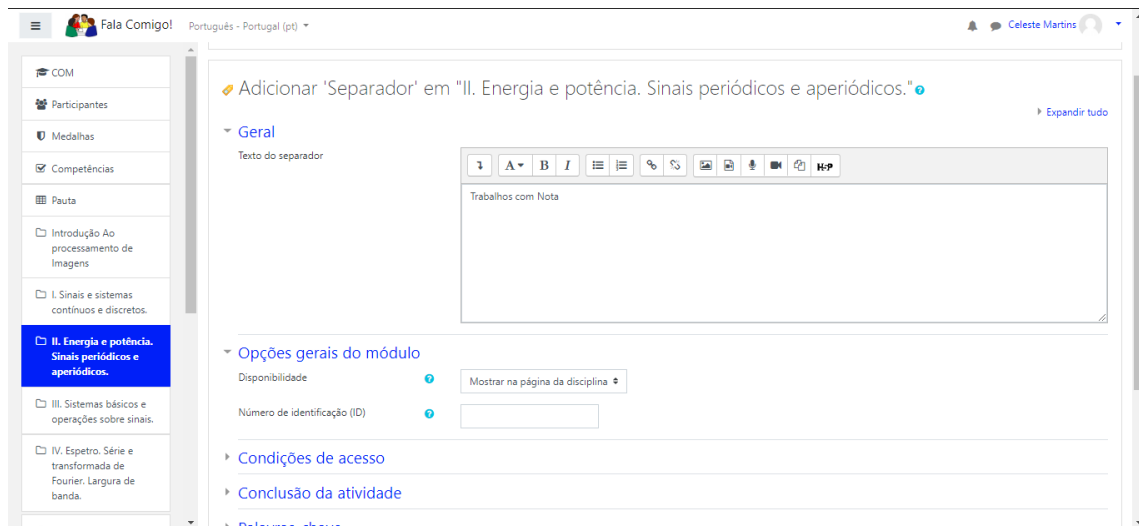 Fala Comigo! Português - Portugal (pt) Celeste Martins
COM
Participantes
Medalhas
Competências
Pauta
Introdução Ao
processamento de
Imagens
I. Sinais e sistemas
contínuos e discretos.
II. Energia e potência.
Sinais periódicos e
aperiódicos.
III. Sistemas básicos e
operações sobre sinais.
IV. Espetro. Série e
transformada de
Fourier. Largura de
banda.
Adicionar 'Separador' em "II. Energia e potência. Sinais periódicos e aperiódicos."
Expandir tudo
Geral
Texto do separador
A B I H5P
Trabalhos com Nota
Opções gerais do módulo
Disponibilidade Mostrar na página da disciplina
Número de identificação (ID)
Condições de acesso
Conclusão da atividade